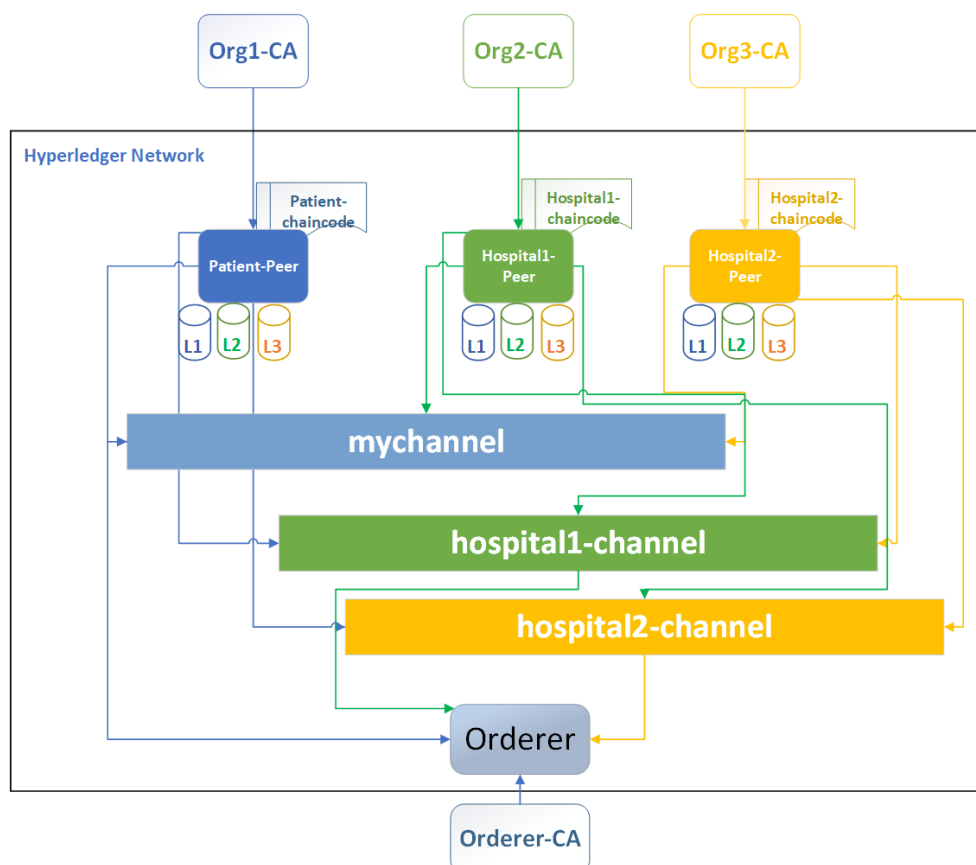 Org1-CA
Org2-CA
Org3-CA
Hyperledger Network
Patient-
chaincode
Hospital1-
chaincode
Hospital2-
chaincode
Patient-Peer
Hospital1-
Peer
Hospital2-
Peer
L1
L2
L3
L1
L2
L3
L1
L2
L3
mychannel
hospital1-channel
hospital2-channel
Orderer
Orderer-CA